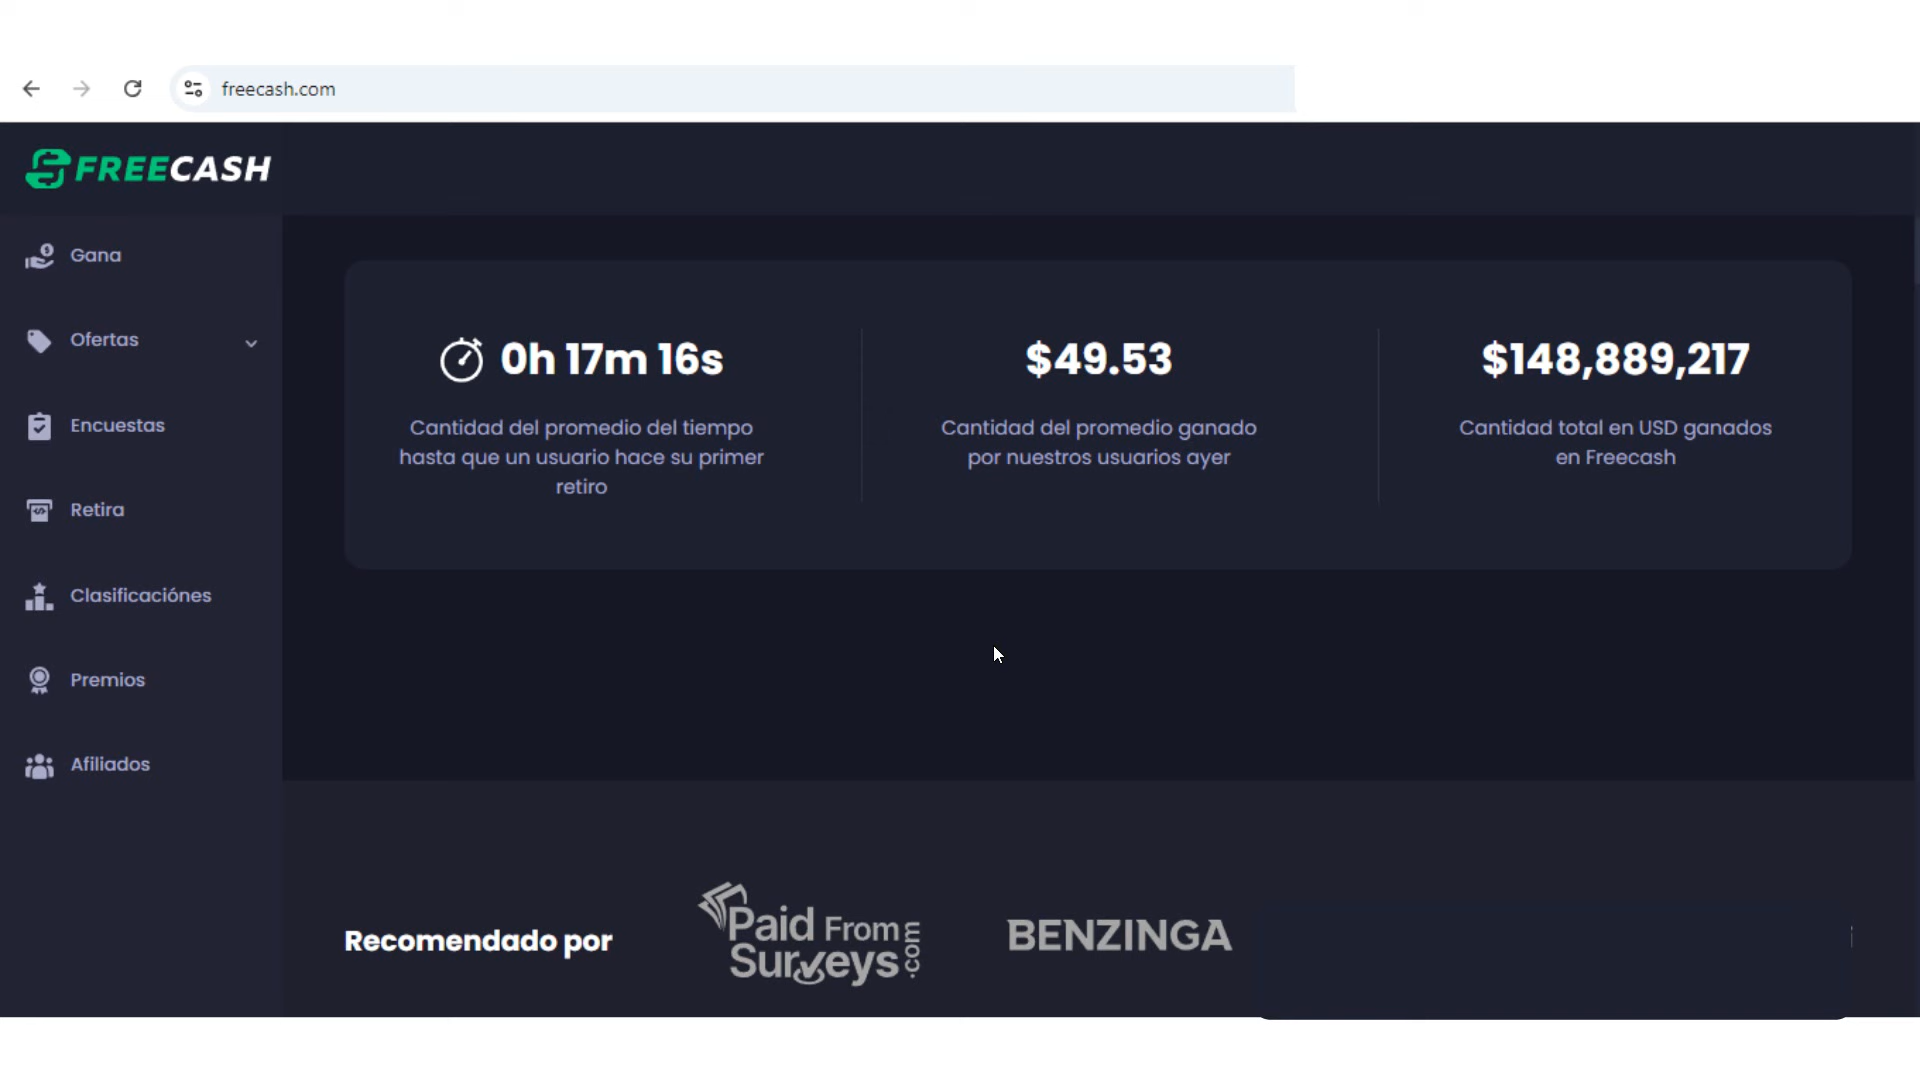 freecash.com
FREECASH
Gana
Ofertas
Encuestas
Retira
Clasificaciónes
Premios
Afiliados
0h 17m 16s
Cantidad del promedio del tiempo
hasta que un usuario hace su primer
retiro
$49.53
Cantidad del promedio ganado
por nuestros usuarios ayer
$148,889,217
Cantidad total en USD ganados
en Freecash
Recomendado por
Paid From
Surveys
.com
BENZINGA